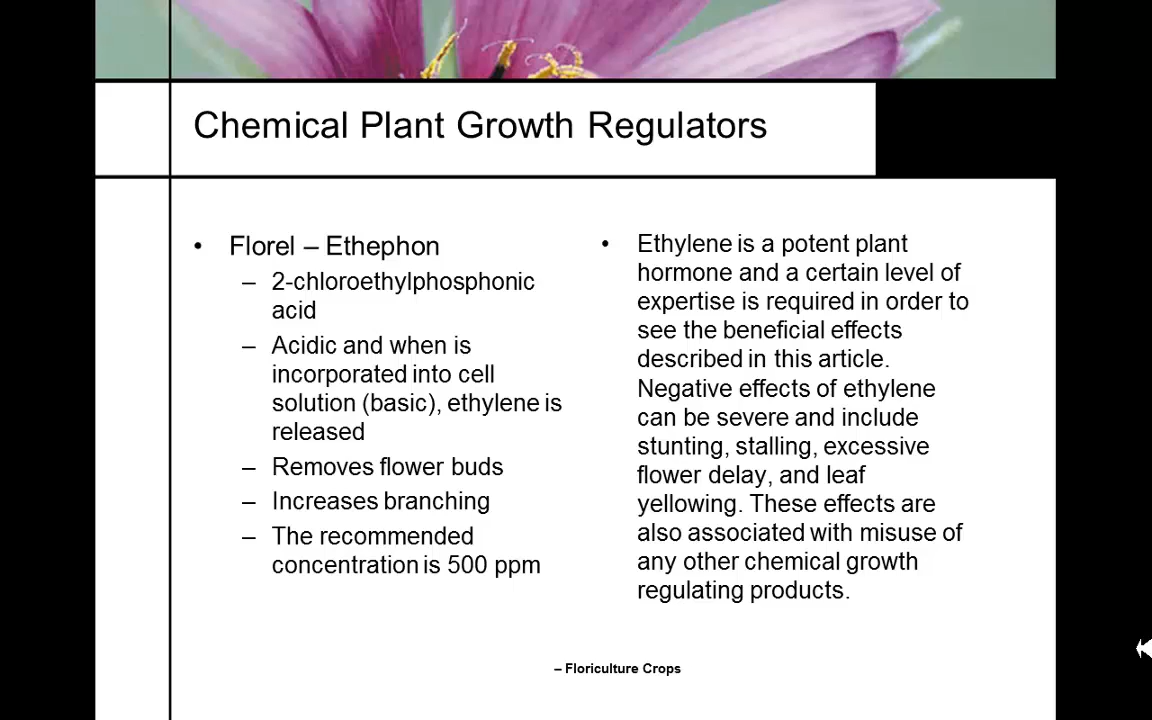 Chemical Plant Growth Regulators
• Florel – Ethephon
– 2-chloroethylphosphonic
acid
– Acidic and when is
incorporated into cell
solution (basic), ethylene is
released
– Removes flower buds
– Increases branching
– The recommended
concentration is 500 ppm
• Ethylene is a potent plant
hormone and a certain level of
expertise is required in order to
see the beneficial effects
described in this article.
Negative effects of ethylene
can be severe and include
stunting, stalling, excessive
flower delay, and leaf
yellowing. These effects are
also associated with misuse of
any other chemical growth
regulating products.
– Floriculture Crops